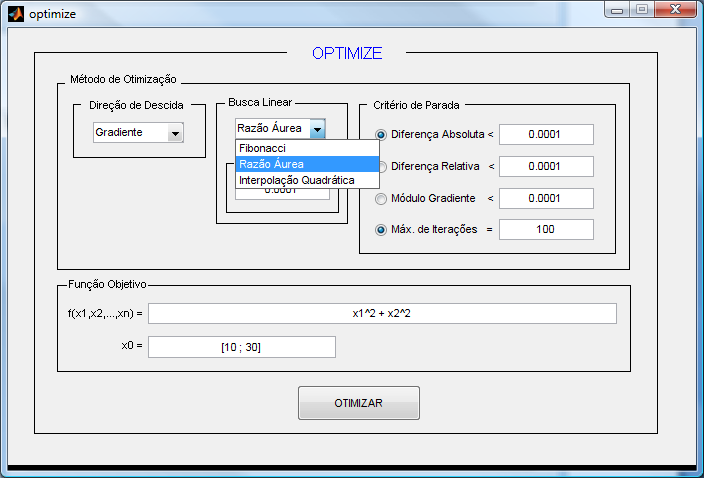 optimize
OPTIMIZE
Método de Otimização
Direção de Descida
Gradiente
Busca Linear
Razão Áurea
Fibonacci
Razão Áurea
Interpolação Quadrática
0.0001
Critério de Parada
Diferença Absoluta < 0.0001
Diferença Relativa < 0.0001
Módulo Gradiente < 0.0001
Máx. de Iterações = 100
Função Objetivo
f(x1,x2,...,xn) = x1^2 + x2^2
x0 = [10 ; 30]
OTIMIZAR